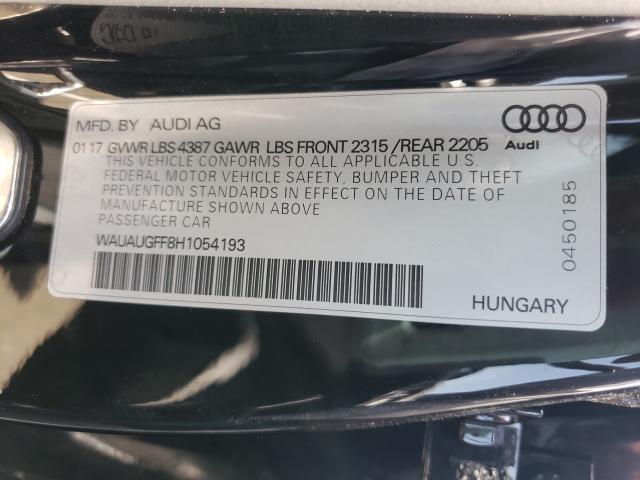 MFD. BY AUDI AG
01 17 GVWR LBS 4387 GAWR LBS FRONT 2315 /REAR 2205
THIS VEHICLE CONFORMS TO ALL APPLICABLE U.S.
FEDERAL MOTOR VEHICLE SAFETY, BUMPER AND THEFT
PREVENTION STANDARDS IN EFFECT ON THE DATE OF
MANUFACTURE SHOWN ABOVE
PASSENGER CAR
WAUAUGFF8H1054193
Audi
0450185
HUNGARY